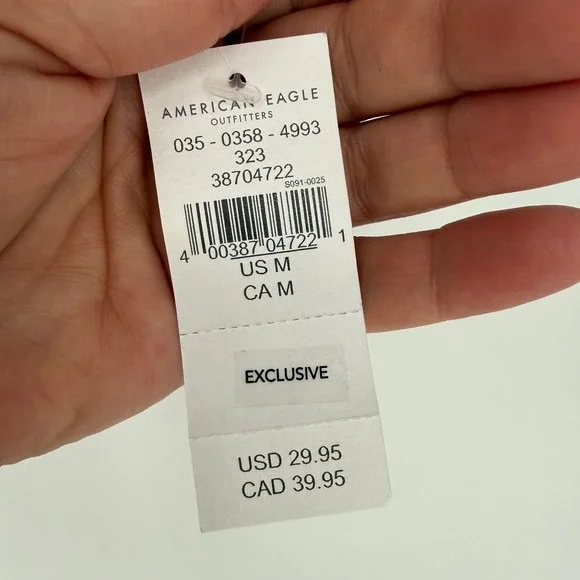 AMERICAN EAGLE
OUTFITTERS
035 - 0358 - 4993
323
38704722
S091-0025
4 00387 04722 1
US M
CA M
EXCLUSIVE
USD 29.95
CAD 39.95